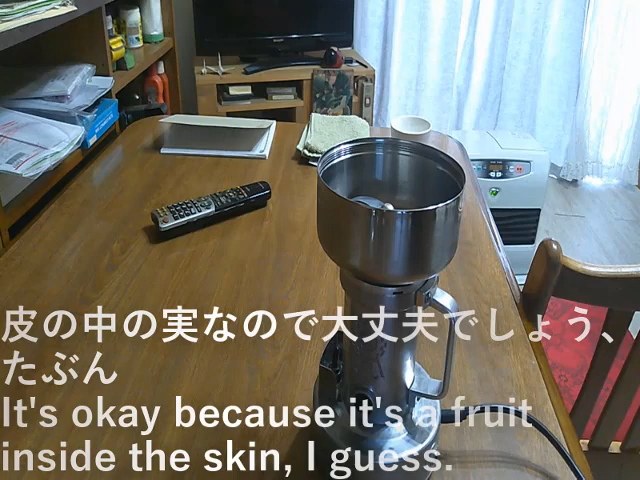 皮の中の実なので大丈夫でしょう、
たぶん
It's okay because it's a fruit
inside the skin, I guess.